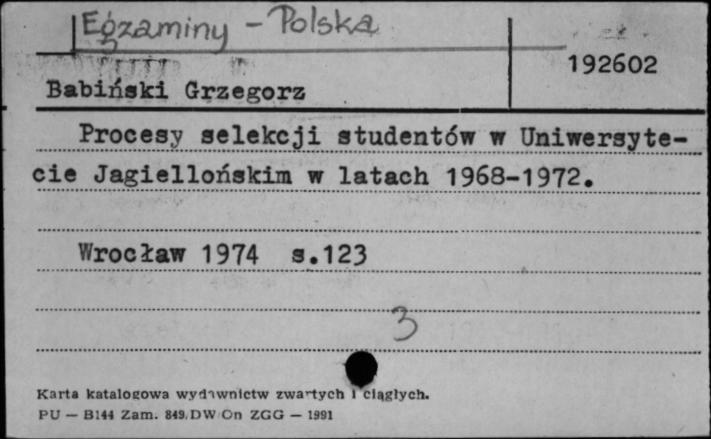 Egzaminy - Polska
192602
Babiński Grzegorz
Procesy selekcji studentów w Uniwersyte-
cie Jagiellońskim w latach 1968-1972.
Wrocław 1974 s.123
3
Karta katalogowa wydawnictw zwartych i ciągłych.
PU — B144 Zam. 849. DW On ZGG — 1991